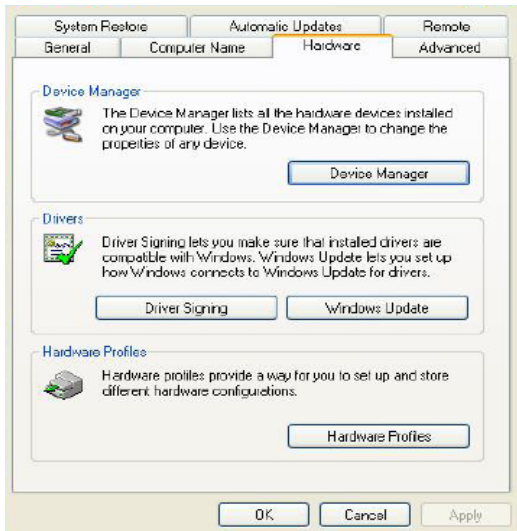 System Restore Automatic Updates Remote
General Computer Name Hardware Advanced
Device Manager
The Device Manager lists all the hardware devices installed
on your computer. Use the Device Manager to change the
properties of any device.
Device Manager
Drivers
Driver Signing lets you make sure that installed drivers are
compatible with Windows. Windows Update lets you set up
how Windows connects to Windows Update for drivers.
Driver Signing Windows Update
Hardware Profiles
Hardware profiles provide a way for you to set up and store
different hardware configurations.
Hardware Profiles
OK Cancel Apply